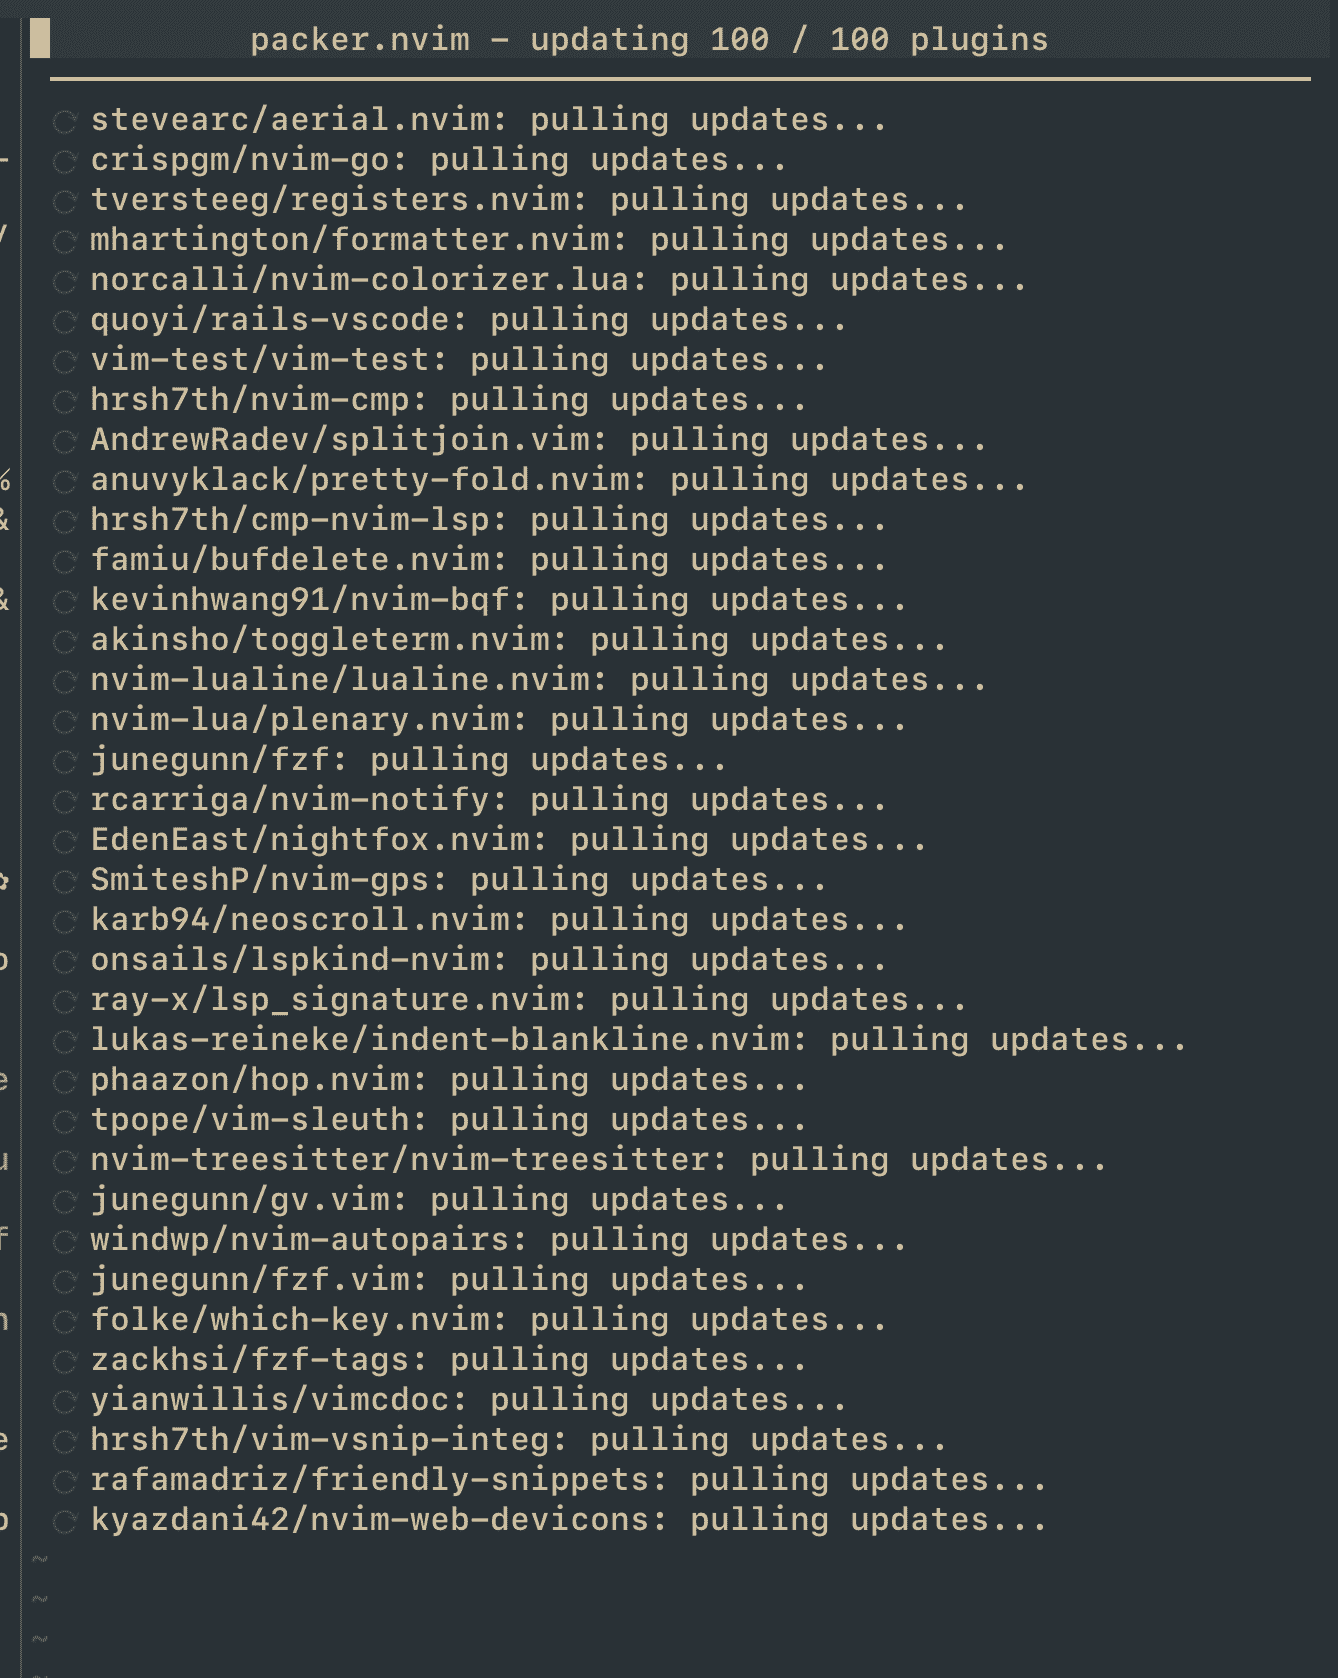 packer.nvim - updating 100 / 100 plugins
stevearc/aerial.nvim: pulling updates...
crispgm/nvim-go: pulling updates...
tversteeg/registers.nvim: pulling updates...
mhartington/formatter.nvim: pulling updates...
norcalli/nvim-colorizer.lua: pulling updates...
quoyi/rails-vscode: pulling updates...
vim-test/vim-test: pulling updates...
hrsh7th/nvim-cmp: pulling updates...
AndrewRadev/splitjoin.vim: pulling updates...
anuvyklack/pretty-fold.nvim: pulling updates...
hrsh7th/cmp-nvim-lsp: pulling updates...
famiu/bufdelete.nvim: pulling updates...
kevinhwang91/nvim-bqf: pulling updates...
akinsho/toggleterm.nvim: pulling updates...
nvim-lualine/lualine.nvim: pulling updates...
nvim-lua/plenary.nvim: pulling updates...
junegunn/fzf: pulling updates...
rcarriga/nvim-notify: pulling updates...
EdenEast/nightfox.nvim: pulling updates...
SmiteshP/nvim-gps: pulling updates...
karb94/neoscroll.nvim: pulling updates...
onsails/lspkind-nvim: pulling updates...
ray-x/lsp_signature.nvim: pulling updates...
lukas-reineke/indent-blankline.nvim: pulling updates...
phaazon/hop.nvim: pulling updates...
tpope/vim-sleuth: pulling updates...
nvim-treesitter/nvim-treesitter: pulling updates...
junegunn/gv.vim: pulling updates...
windwp/nvim-autopairs: pulling updates...
junegunn/fzf.vim: pulling updates...
folke/which-key.nvim: pulling updates...
zackhsi/fzf-tags: pulling updates...
yianwillis/vimcdoc: pulling updates...
hrsh7th/vim-vsnip-integ: pulling updates...
rafamadriz/friendly-snippets: pulling updates...
kyazdani42/nvim-web-devicons: pulling updates...
~
~
~